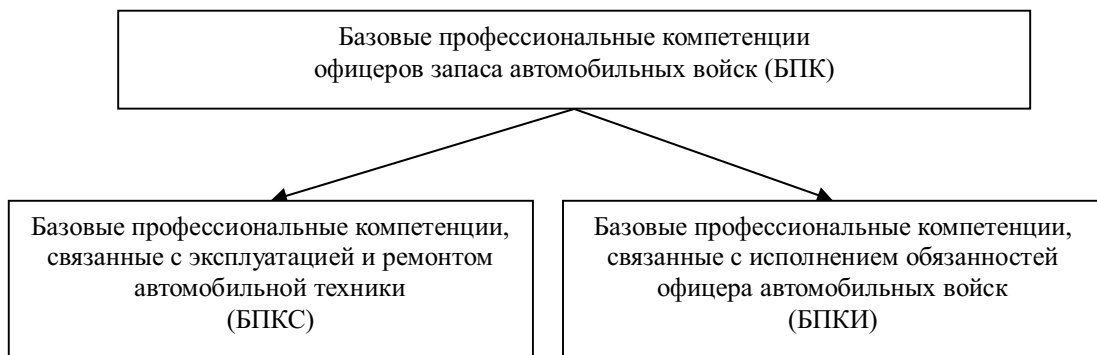 Базовые профессиональные компетенции
офицеров запаса автомобильных войск (БПК)
Базовые профессиональные компетенции,
связанные с эксплуатацией и ремонтом
автомобильной техники
(БПКС)
Базовые профессиональные компетенции,
связанные с исполнением обязанностей
офицера автомобильных войск
(БПКИ)